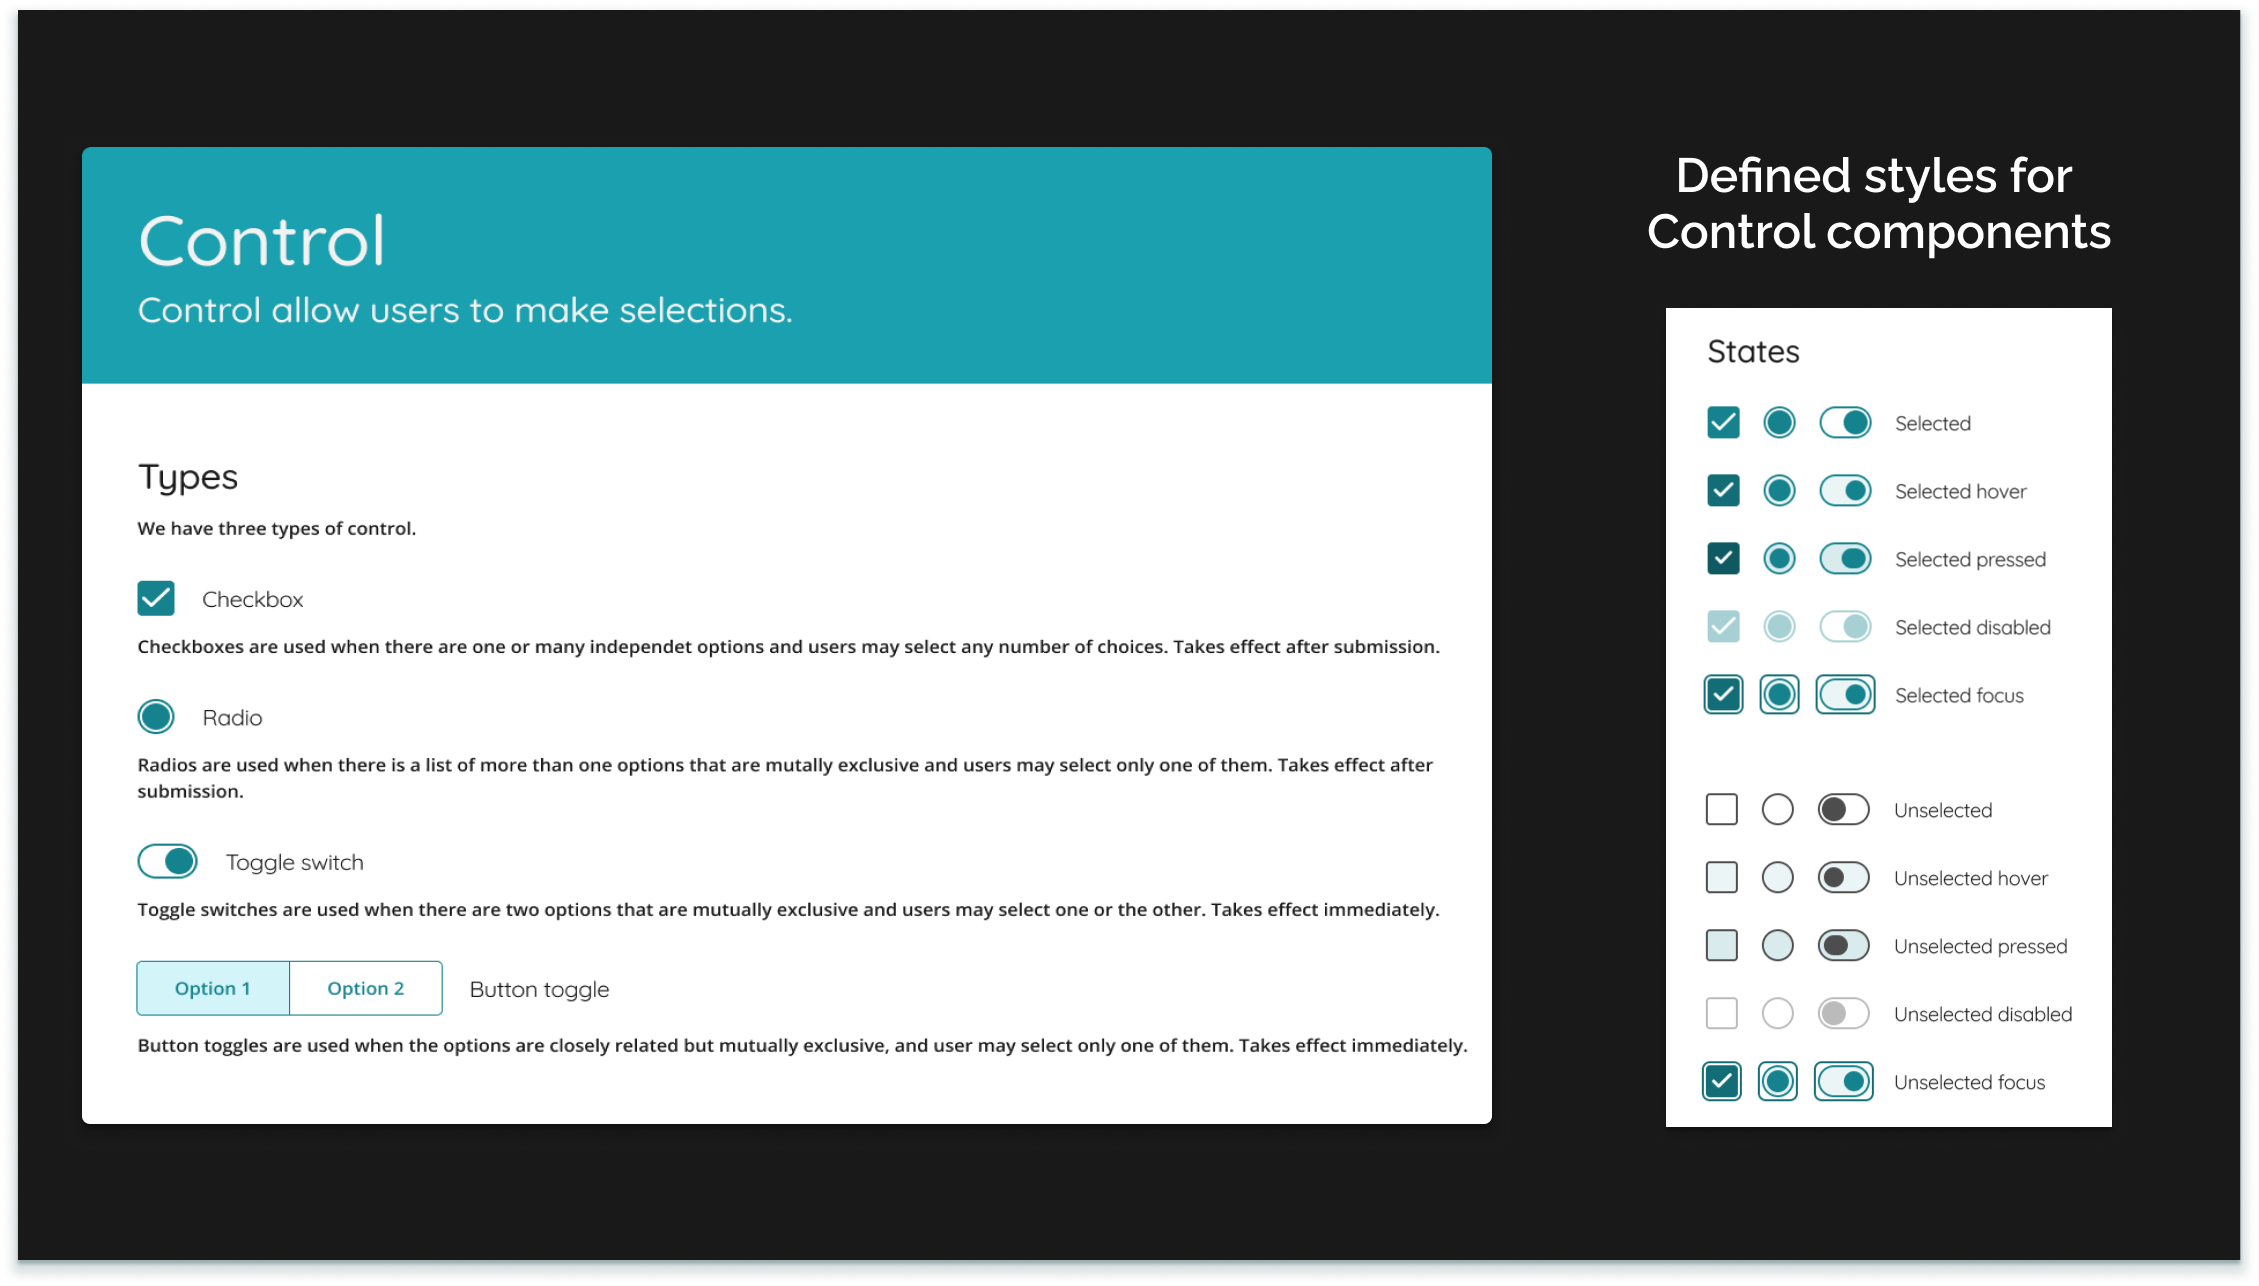 Control
Control allow users to make selections.
Types
We have three types of control.
Checkbox
Checkboxes are used when there are one or many independet options and users may select any number of choices. Takes effect after submission.
Radio
Radios are used when there is a list of more than one options that are mutally exclusive and users may select only one of them. Takes effect after
submission.
Toggle switch
Toggle switches are used when there are two options that are mutually exclusive and users may select one or the other. Takes effect immediately.
Option 1 Option 2 Button toggle
Button toggles are used when the options are closely related but mutually exclusive, and user may select only one of them. Takes effect immediately.
Defined styles for
Control components
States
Selected
Selected hover
Selected pressed
Selected disabled
Selected focus
Unselected
Unselected hover
Unselected pressed
Unselected disabled
Unselected focus